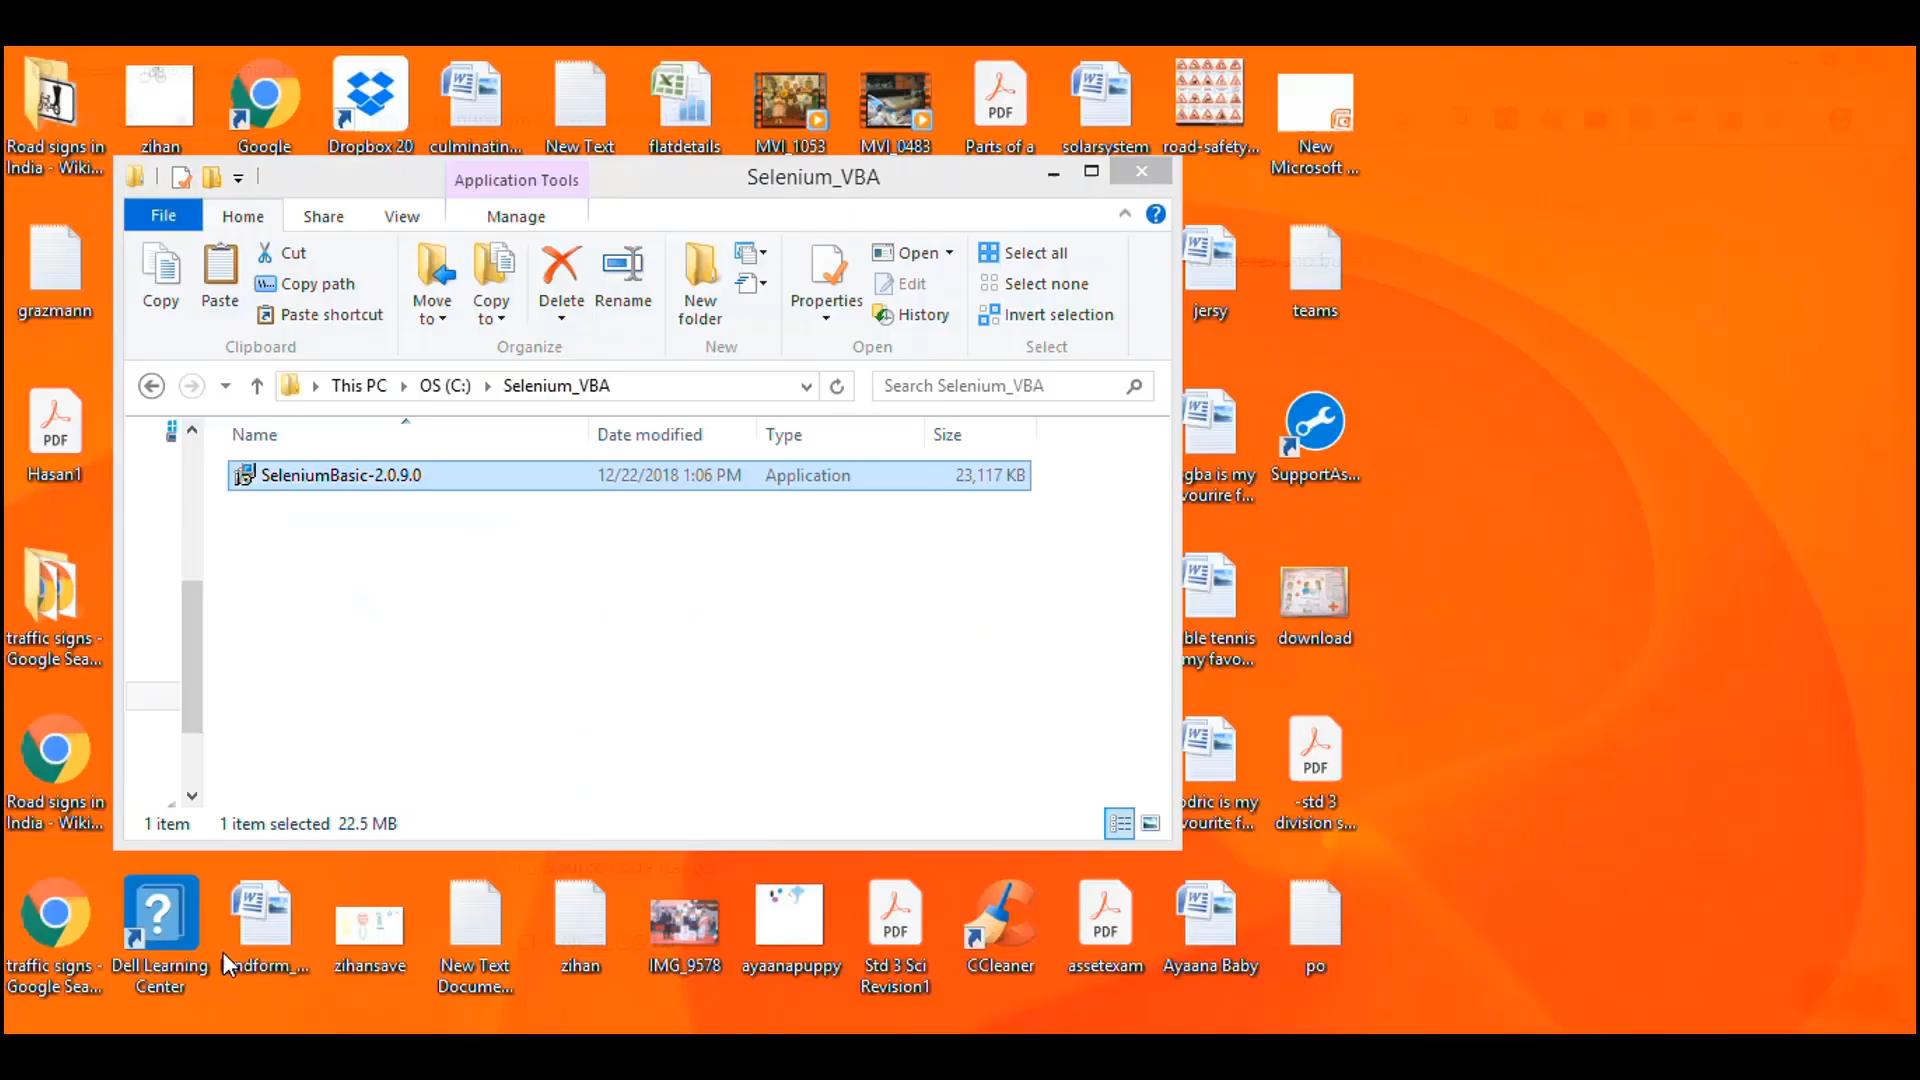 Road signs in
India - Wiki...
zihan
Google
Dropbox 20
culminatin...
New Text
flatdetails
MVI_1053
MVI_0483
Parts of a
solarsystem
road-safety...
New
Microsoft ...
Application Tools
Selenium_VBA
File
Home
Share
View
Manage
Copy
Paste
Cut
Copy path
Paste shortcut
Clipboard
Move
to
Copy
to
Delete
Rename
Organize
New
folder
New
Properties
Open
Edit
History
Open
Select all
Select none
Invert selection
Select
This PC
OS (C:)
Selenium_VBA
Search Selenium_VBA
Name
Date modified
Type
Size
SeleniumBasic-2.0.9.0
12/22/2018 1:06 PM
Application
23,117 KB
1 item
1 item selected 22.5 MB
grazmann
jersy
teams
PDF
Hasan1
gba is my
vourire f...
SupportAs...
traffic signs -
Google Sea...
ble tennis
my favo...
download
Road signs in
India - Wiki...
odric is my
vourite f...
PDF
-std 3
division s...
traffic signs -
Google Sea...
Dell Learning
Center
ndform_...
zihansave
New Text
Docume...
zihan
IMG_9578
ayaanapuppy
PDF
Std 3 Sci
Revision1
CCleaner
PDF
assetexam
Ayaana Baby
po
PDF